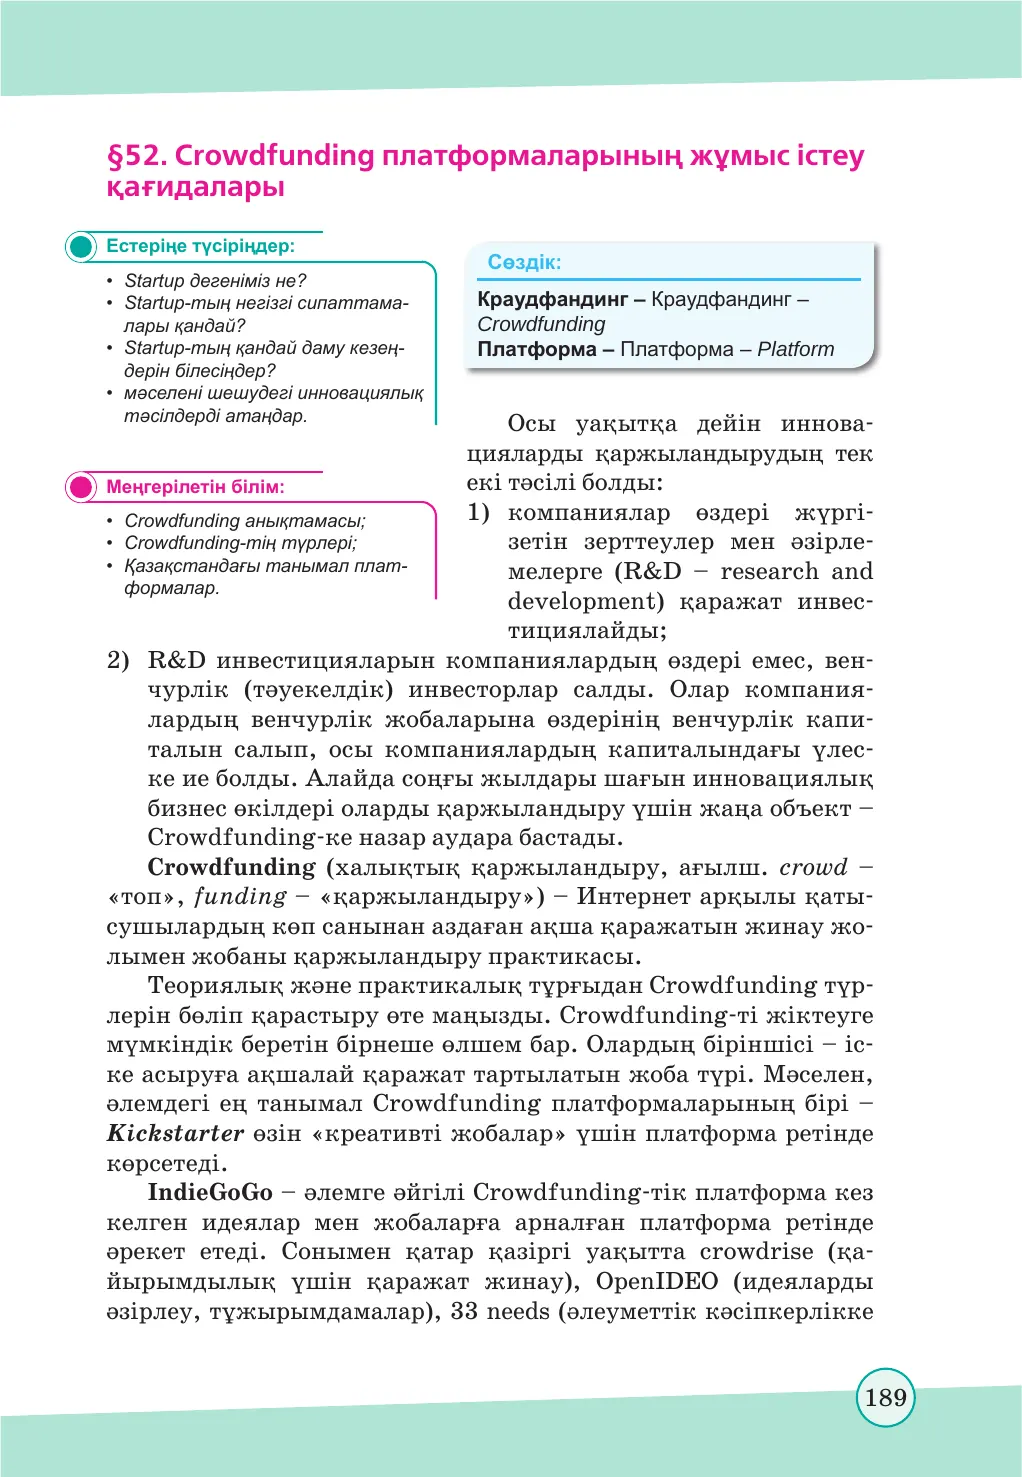 §52. Crowdfunding платформаларының жұмыс істеу
қағидалары
Естеріңе түсіріңдер:
• Startup дегеніміз не?
• Startup-тың негізгі сипаттама-
лары қандай?
• Startup-тың қандай даму кезең-
дерін білесіңдер?
• мәселені шешудегі инновациялық
тәсілдерді атаңдар.
Меңгерілетін білім:
• Crowdfunding анықтамасы;
• Crowdfunding-тің түрлері;
• Қазақстандағы танымал плат-
формалар.
Сөздік:
Краудфандинг – Краудфандинг –
Crowdfunding
Платформа – Платформа – Platform
Осы уақытқа дейін иннова-
цияларды қаржыландырудың тек
екі тәсілі болды:
1) компаниялар өздері жүргі-
зетін зерттеулер мен әзірле-
мелерге (R&D – research and
development) қаражат инвес-
тициялайды;
2) R&D инвестицияларын компаниялардың өздері емес, вен-
чурлік (тәуекелдік) инвесторлар салды. Олар компания-
лардың венчурлік жобаларына өздерінің венчурлік капи-
талын салып, осы компаниялардың капиталындағы үлес-
ке ие болды. Алайда соңғы жылдары шағын инновациялық
бизнес өкілдері оларды қаржыландыру үшін жаңа объект –
Crowdfunding-ке назар аудара бастады.
Crowdfunding (халықтық қаржыландыру, ағылш. crowd –
«топ», funding – «қаржыландыру») – Интернет арқылы қаты-
сушылардың көп санынан аздаған ақша қаражатын жинау жо-
лымен жобаны қаржыландыру практикасы.
Теориялық және практикалық тұрғыдан Crowdfunding түр-
лерін бөліп қарастыру өте маңызды. Crowdfunding-ті жіктеуге
мүмкіндік беретін бірнеше өлшем бар. Олардың біріншісі – іс-
ке асыруға ақшалай қаражат тартылатын жоба түрі. Мәселен,
әлемдегі ең танымал Crowdfunding платформаларының бірі –
Kickstarter өзін «креативті жобалар» үшін платформа ретінде
көрсетеді.
IndieGoGo – әлемге әйгілі Crowdfunding-тік платформа кез
келген идеялар мен жобаларға арналған платформа ретінде
әрекет етеді. Сонымен қатар қазіргі уақытта crowdrise (қа-
йырымдылық үшін қаражат жинау), OpenIDEO (идеяларды
әзірлеу, тұжырымдамалар), 33 needs (әлеуметтік кәсіпкерлікке
189